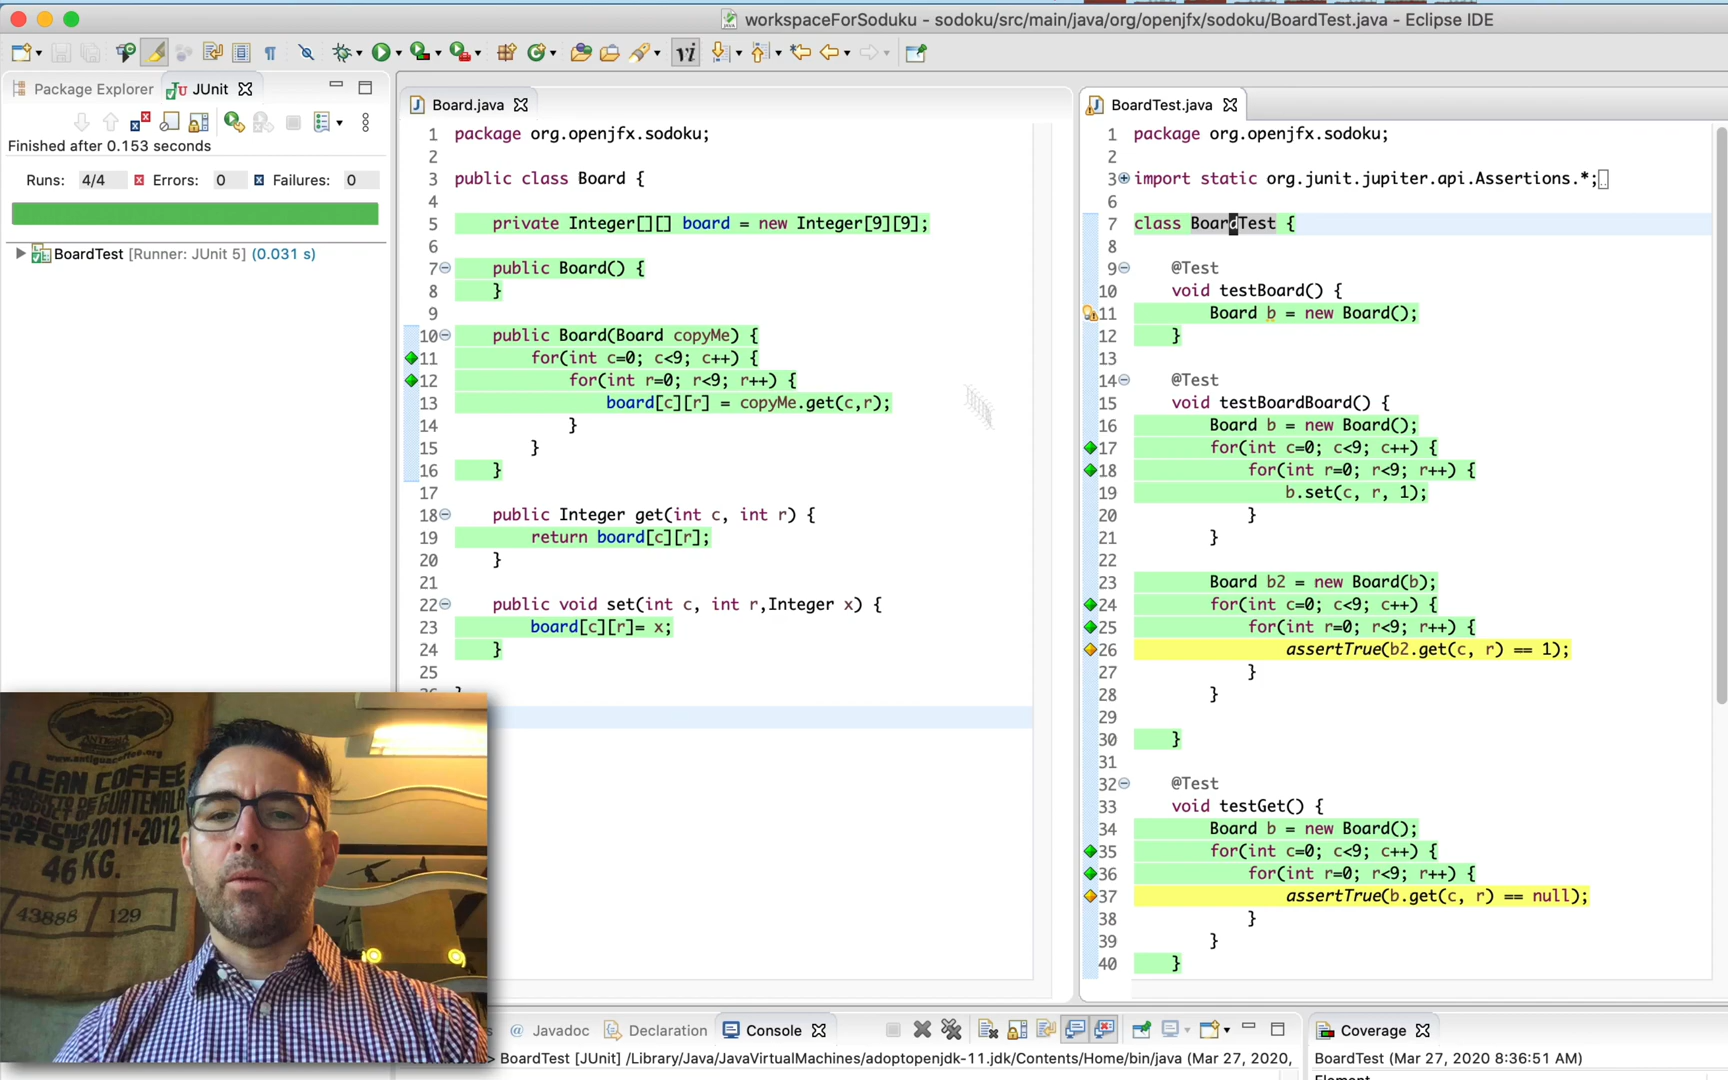 workspaceForSoduku - sodoku/src/main/java/org/openjfx/sodoku/BoardTest.java - Eclipse IDE
Package Explorer
JUnit
Finished after 0.153 seconds
Runs: 4/4 Errors: 0 Failures: 0
BoardTest [Runner: JUnit 5] (0.031 s)
Board.java
1 package org.openjfx.sodoku;
2
3 public class Board {
5 private Integer[][] board = new Integer[9][9];
6
7 public Board() {
8 }
9
10 public Board(Board copyMe) {
11 for(int c=0; c<9; c++) {
12 for(int r=0; r<9; r++) {
13 board[c][r] = copyMe.get(c,r);
14 }
15 }
16 }
17
18 public Integer get(int c, int r) {
19 return board[c][r];
20 }
21
22 public void set(int c, int r,Integer x) {
23 board[c][r]= x;
24 }
25
BoardTest.java
1 package org.openjfx.sodoku;
2
3 import static org.junit.jupiter.api.Assertions.*;
6
7 class BoardTest {
8
9 @Test
10 void testBoard() {
11 Board b = new Board();
12 }
13
14 @Test
15 void testBoardBoard() {
16 Board b = new Board();
17 for(int c=0; c<9; c++) {
18 for(int r=0; r<9; r++) {
19 b.set(c, r, 1);
20 }
21 }
22
23 Board b2 = new Board(b);
24 for(int c=0; c<9; c++) {
25 for(int r=0; r<9; r++) {
26 assertTrue(b2.get(c, r) == 1);
27 }
28 }
29
30 }
31
32 @Test
33 void testGet() {
34 Board b = new Board();
35 for(int c=0; c<9; c++) {
36 for(int r=0; r<9; r++) {
37 assertTrue(b.get(c, r) == null);
38 }
39 }
40 }
www.antiguacoffee.org
CLEAN COFFEE
PRODUCTO DE GUATEMALA
COSECHA 2011-2012
46 KG.
43888 129
@ Javadoc
Declaration
Console
BoardTest [JUnit] /Library/Java/JavaVirtualMachines/adoptopenjdk-11.jdk/Contents/Home/bin/java (Mar 27, 2020,
Coverage
BoardTest (Mar 27, 2020 8:36:51 AM)
Element